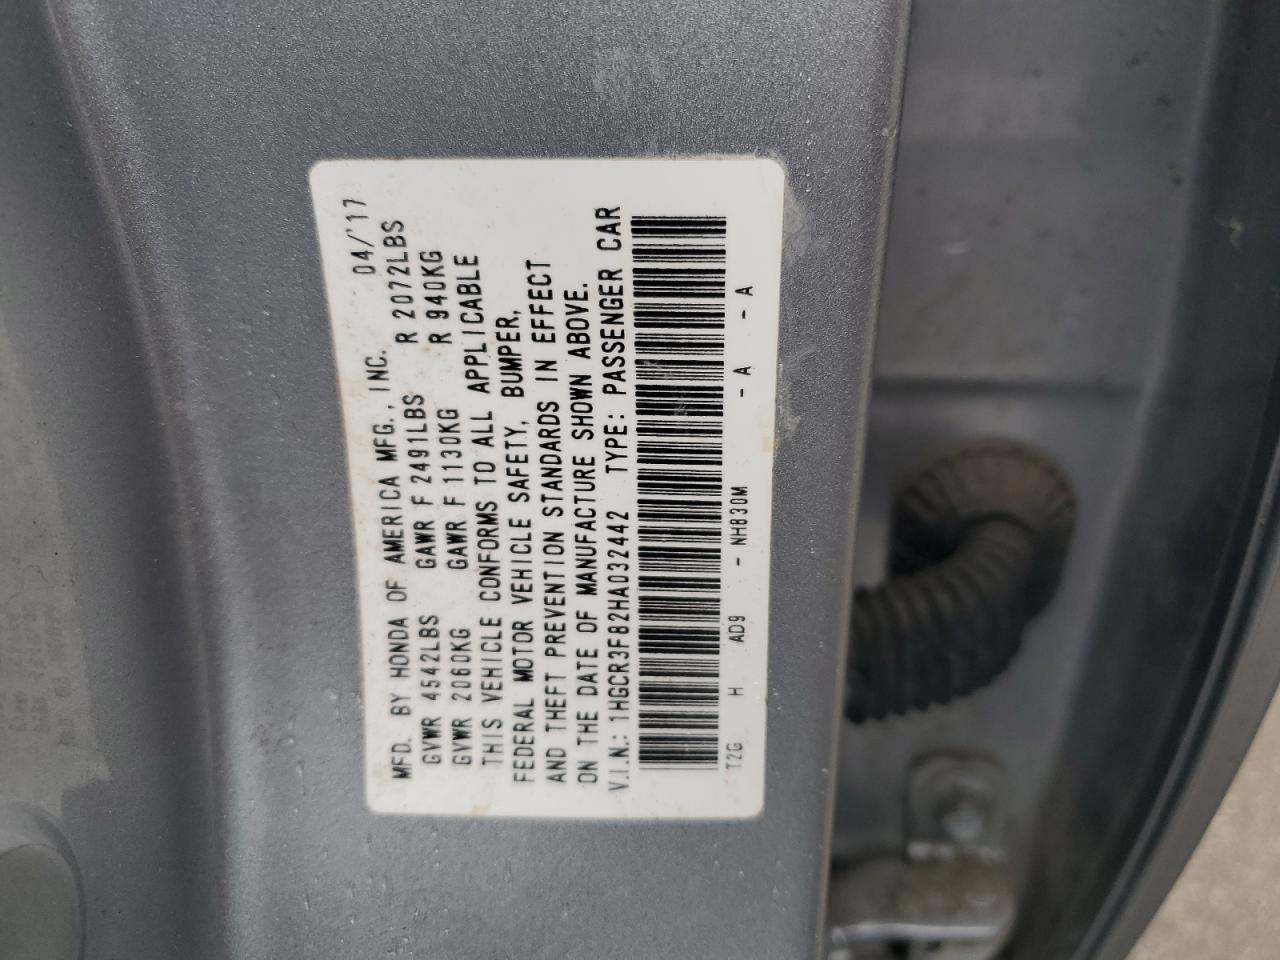 MFD. BY HONDA OF AMERICA MFG., INC. 04/'17
GVWR 4542LBS GAWR F 2491LBS R 2072LBS
GVWR 2060KG GAWR F 1130KG R 940KG
THIS VEHICLE CONFORMS TO ALL APPLICABLE
FEDERAL MOTOR VEHICLE SAFETY, BUMPER,
AND THEFT PREVENTION STANDARDS IN EFFECT
ON THE DATE OF MANUFACTURE SHOWN ABOVE.
V.I.N.: 1HGCR3F82HA032442 TYPE: PASSENGER CAR
T2G H AD9 - NH830M - A - A